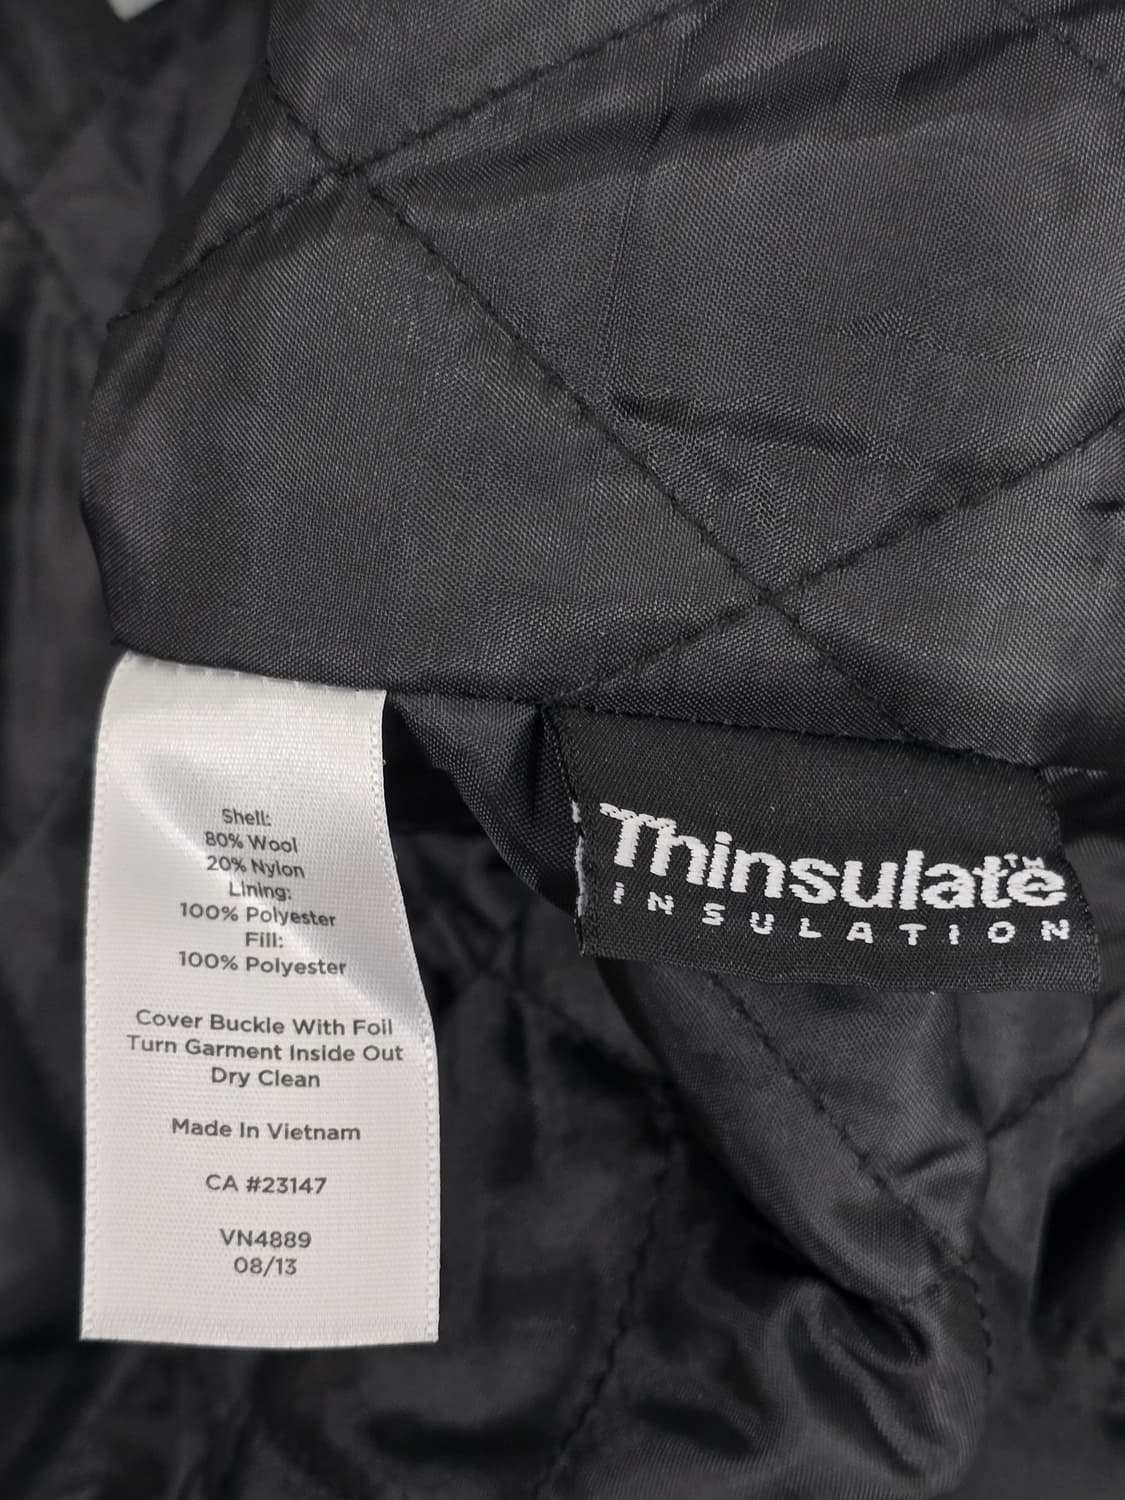 Shell:
80% Wool
20% Nylon
Lining:
100% Polyester
Fill:
100% Polyester
Cover Buckle With Foil
Turn Garment Inside Out
Dry Clean
Made In Vietnam
CA #23147
VN4889
08/13
Thinsulate™
INSULATION